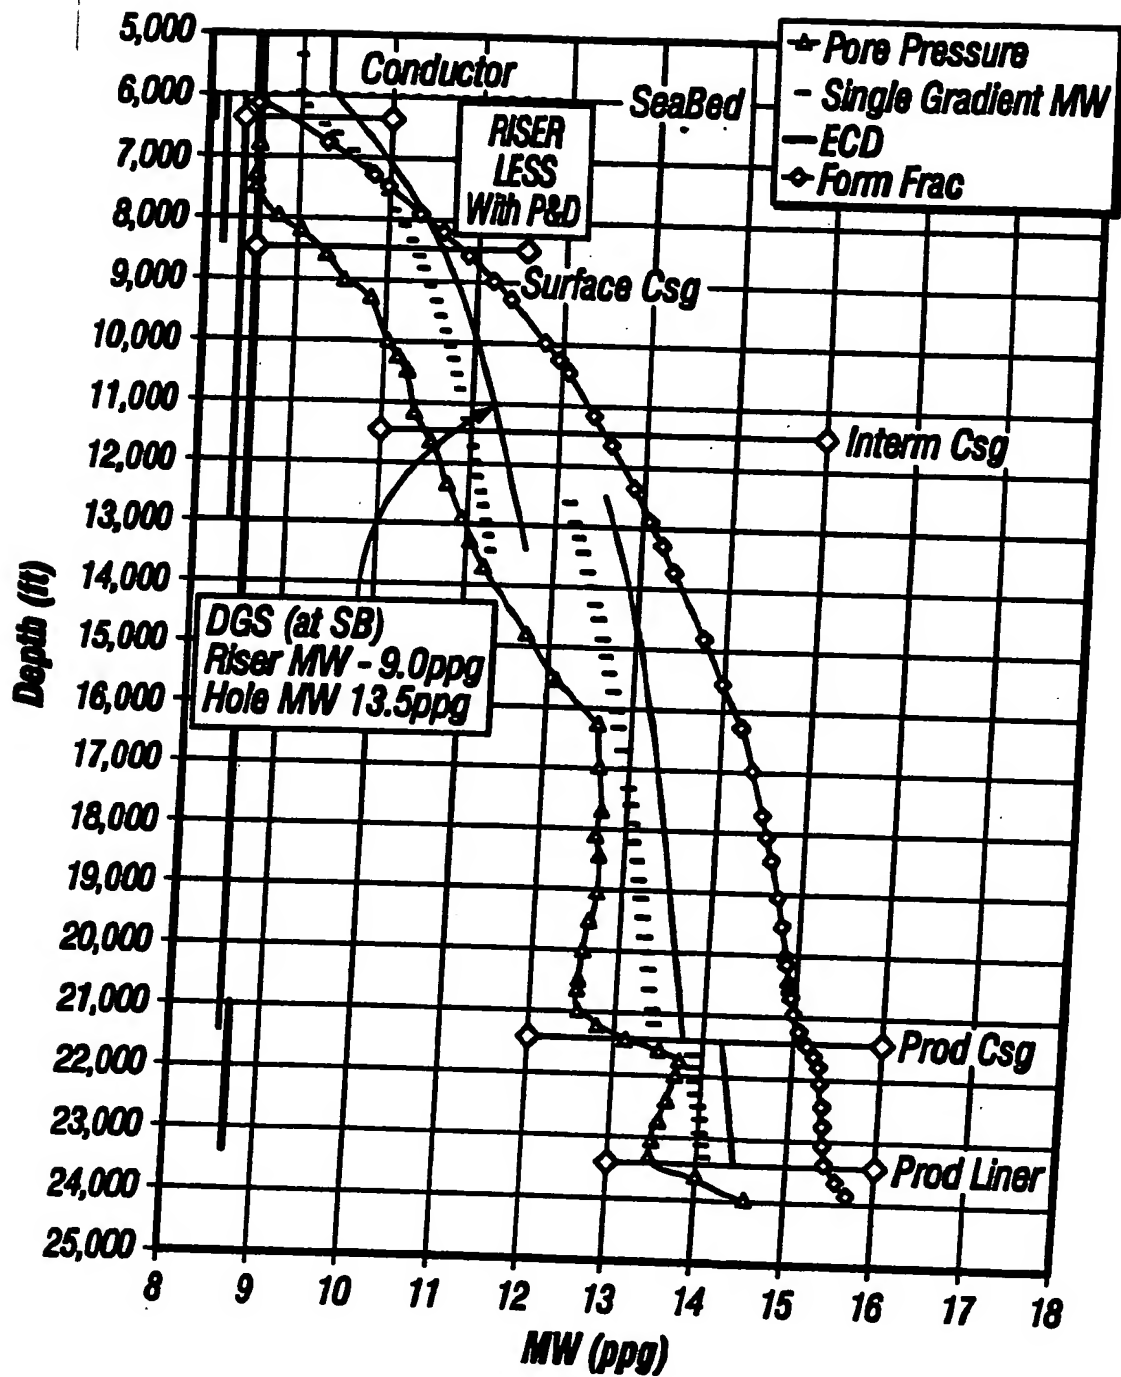 5,000
6,000
7,000
8,000
9,000
10,000
11,000
12,000
13,000
14,000
15,000
16,000
17,000
18,000
19,000
20,000
21,000
22,000
23,000
24,000
25,000
Depth (ft)
8 9 10 11 12 13 14 15 16 17 18
MW (ppg)
Pore Pressure
Single Gradient MW
ECD
Form Frac
Conductor
SeaBed
RISER
LESS
With P&D
Surface Csg
Interm Csg
DGS (at SB)
Riser MW - 9.0ppg
Hole MW 13.5ppg
Prod Csg
Prod Liner